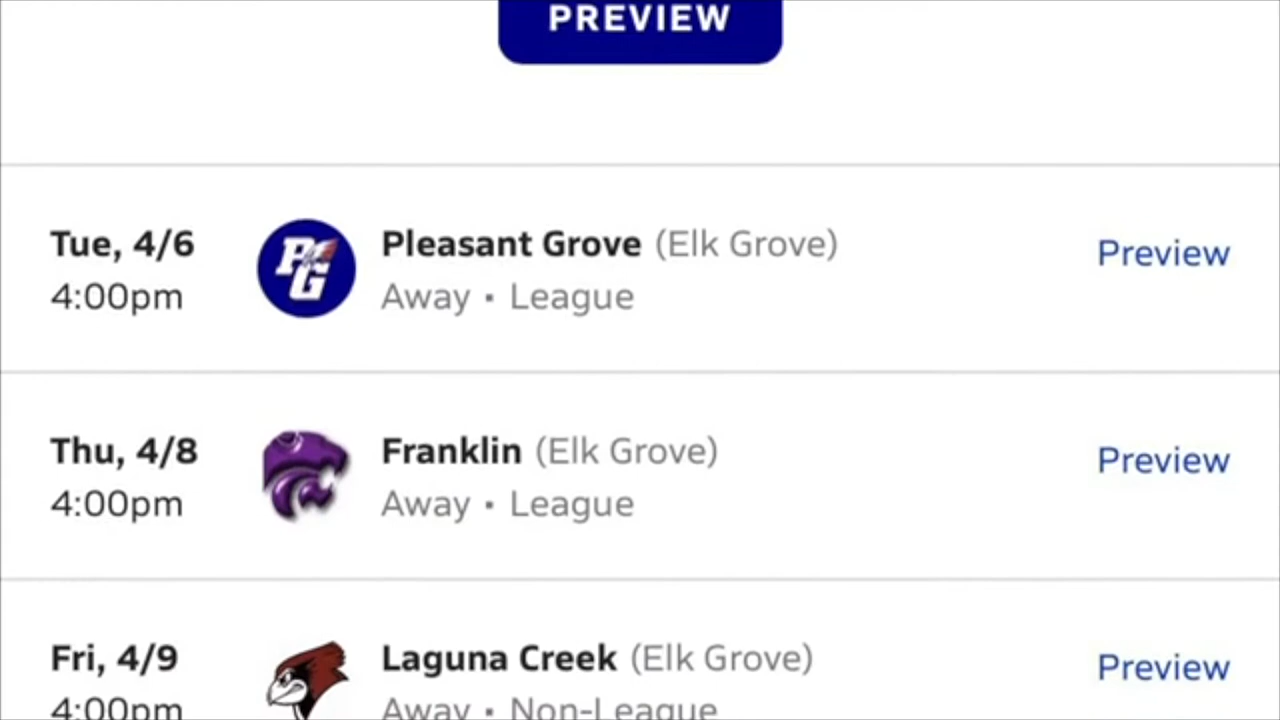 PREVIEW
Tue, 4/6
4:00pm
PG
Pleasant Grove (Elk Grove)
Away ▪ League
Preview
Thu, 4/8
4:00pm
Franklin (Elk Grove)
Away ▪ League
Preview
Fri, 4/9
4:00pm
Laguna Creek (Elk Grove)
Away ▪ Non-League
Preview